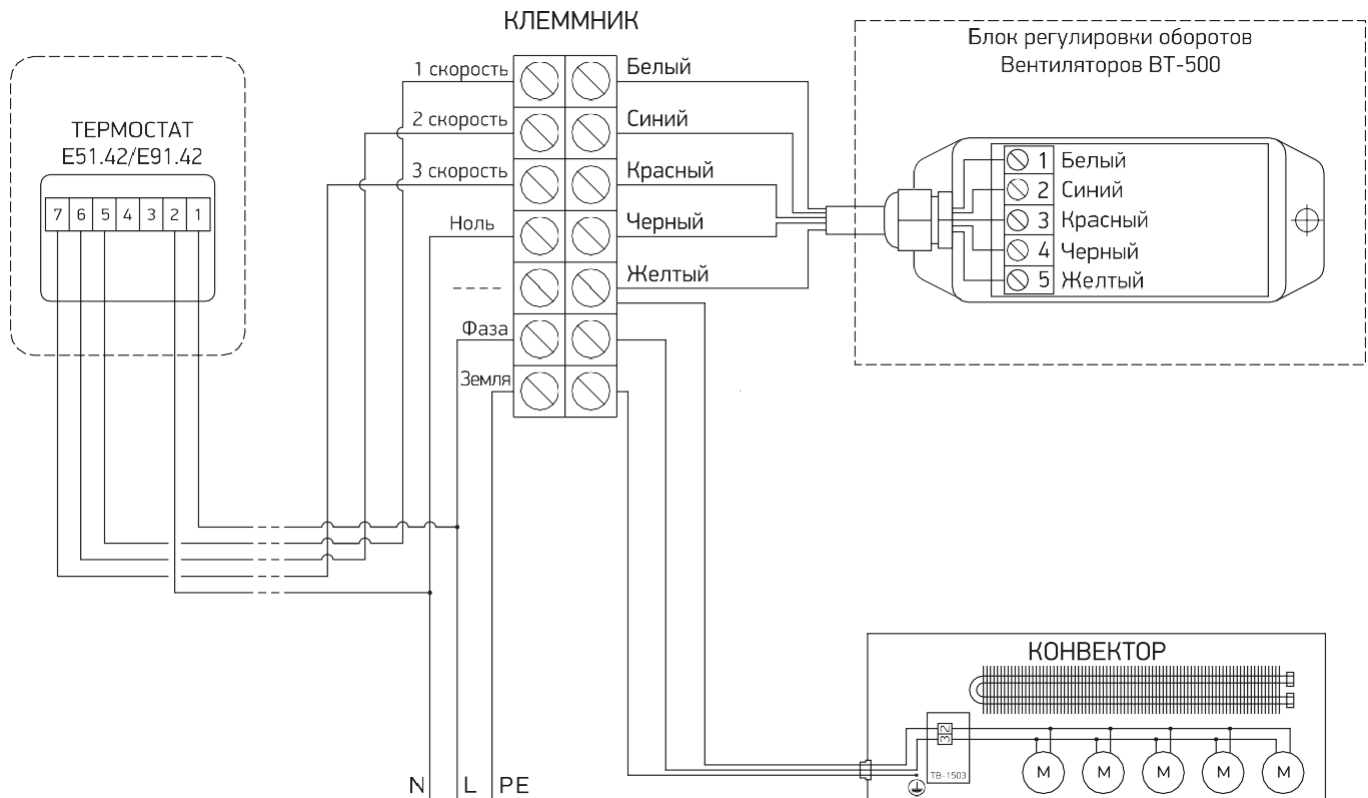 КЛЕММНИК
Блок регулировки оборотов
Вентиляторов ВТ-500
ТЕРМОСТАТ
E51.42/E91.42
7 6 5 4 3 2 1
1 скорость
2 скорость
3 скорость
Ноль
----
Фаза
Земля
Белый
Синий
Красный
Черный
Желтый
1 Белый
2 Синий
3 Красный
4 Черный
5 Желтый
КОНВЕКТОР
3 2
ТВ-1503
М М М М М
N L PE